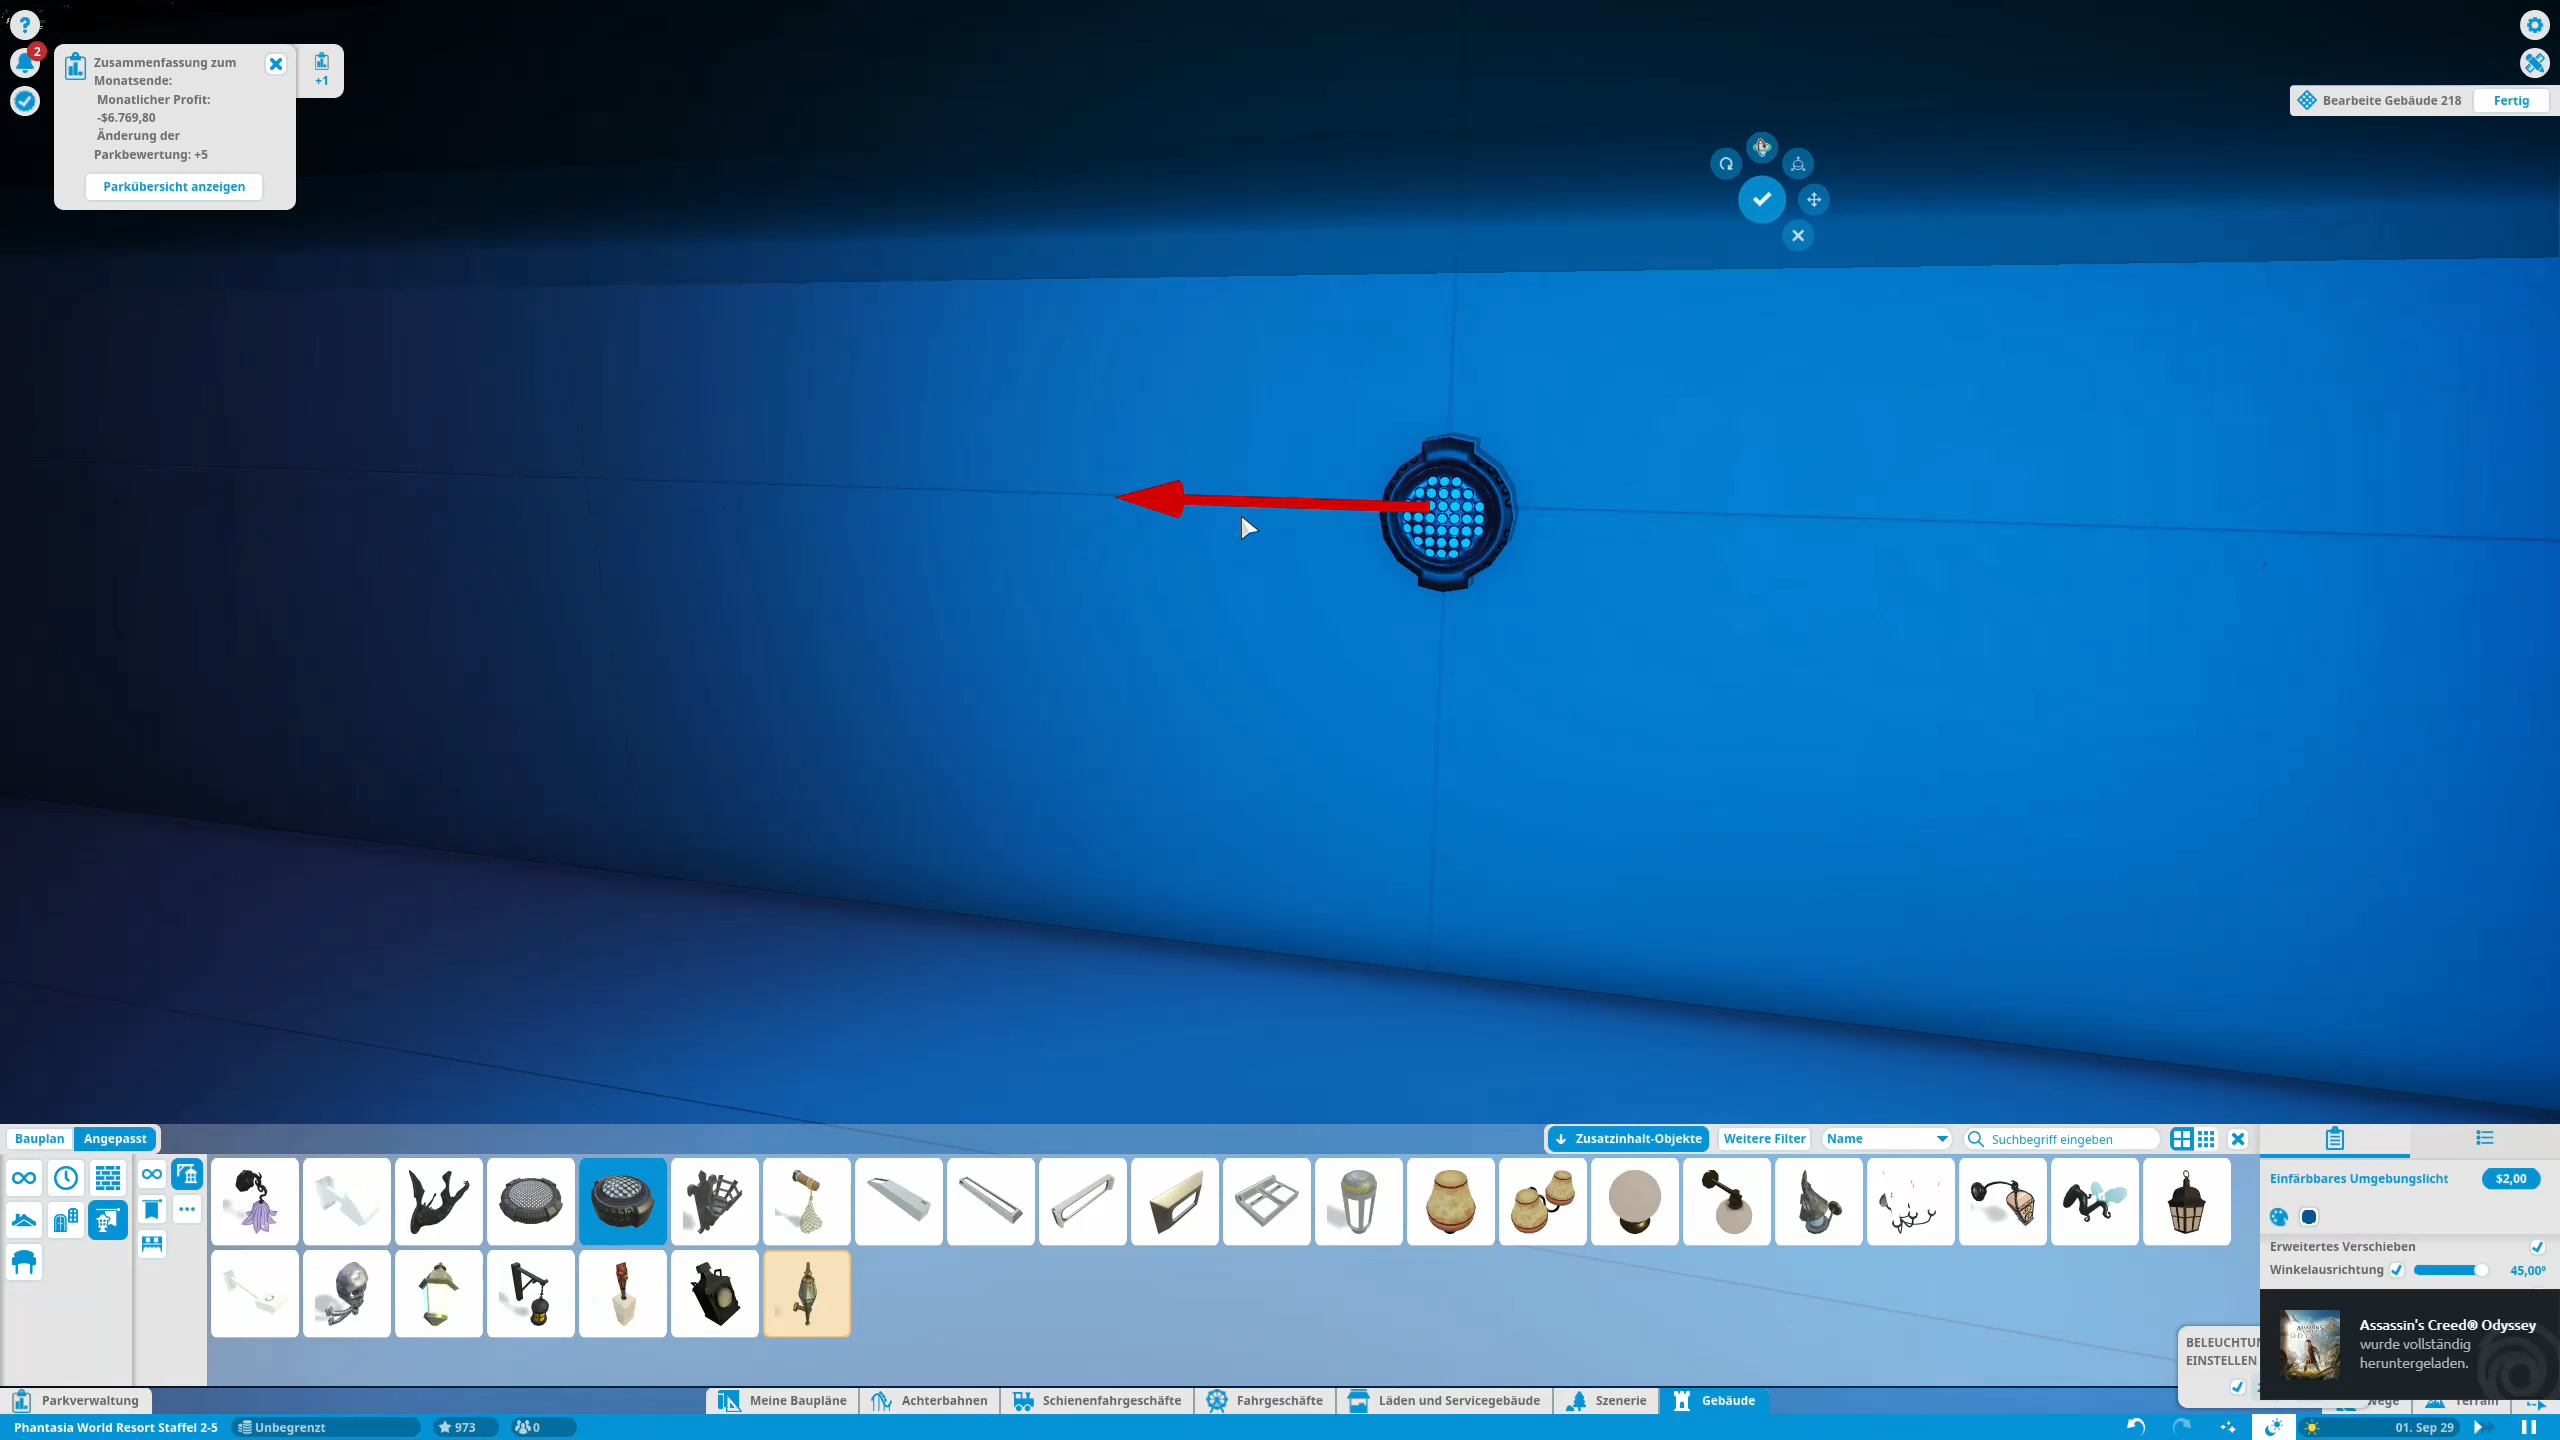 ?
2
Zusammenfassung zum
Monatsende:
Monatlicher Profit:
-$6.769,80
Änderung der
Parkbewertung: +5
Parkübersicht anzeigen
+1
Bearbeite Gebäude 218
Fertig
Bauplan
Angepasst
Zusatzinhalt-Objekte
Weitere Filter
Name
Suchbegriff eingeben
Einfärbbares Umgebungslicht
$2,00
Erweitertes Verschieben
Winkelausrichtung
45,00°
BELEUCHTUN
EINSTELLEN
Assassin's Creed® Odyssey
wurde vollständig
heruntergeladen.
Parkverwaltung
Meine Baupläne
Achterbahnen
Schienenfahrgeschäfte
Fahrgeschäfte
Läden und Servicegebäude
Szenerie
Gebäude
Phantasia World Resort Staffel 2-5
Unbegrenzt
973
0
01. Sep 29